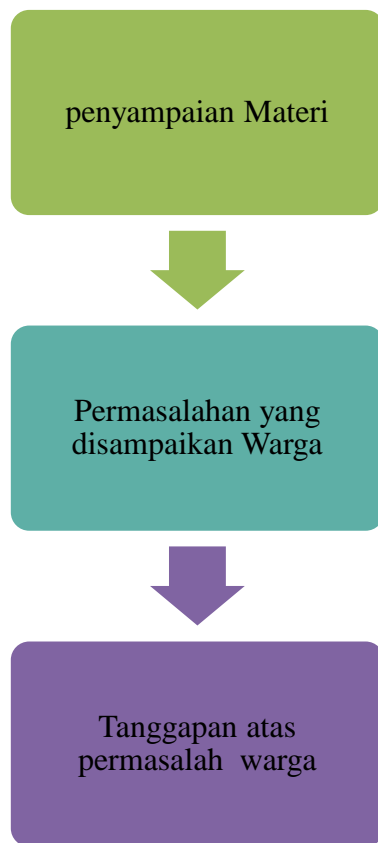 penyampaian Materi
Permasalahan yang
disampaikan Warga
Tanggapan atas
permasalah  warga